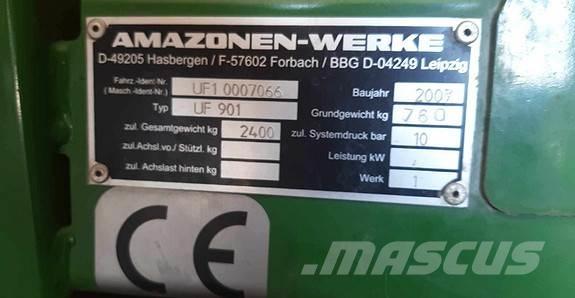 AMAZONEN-WERKE
D-49205 Hasbergen / F-57602 Forbach / BBG D-04249 Leipzig
Fahrz.-Ident-Nr. UF1 0007066 Baujahr 2007
( Masch.-Ident-Nr.)
Typ UF 901 Grundgewicht kg 780
zul. Gesamtgewicht kg 2400 zul. Systemdruck bar 10
zul.Achsl.vo./ Stützl. kg Leistung kW
zul. Achslast hinten kg Werk 1
CE
MASCUS